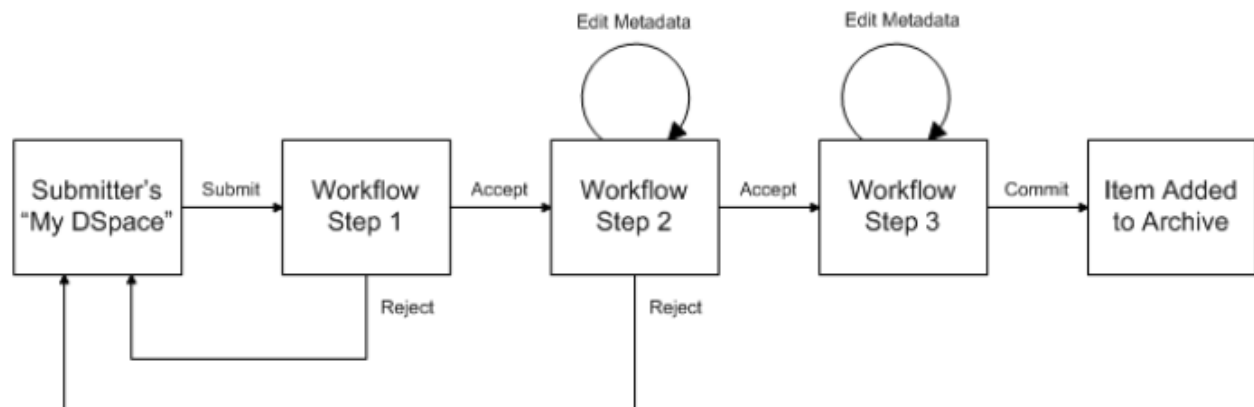 Edit Metadata
Edit Metadata
Submitter's
“My DSpace”
Submit
Workflow
Step 1
Accept
Workflow
Step 2
Accept
Workflow
Step 3
Commit
Item Added
to Archive
Reject
Reject